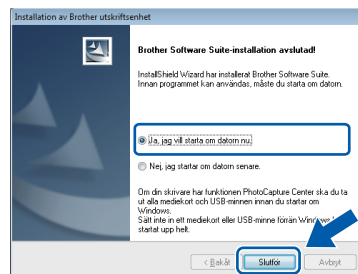 Installation av Brother utskriftsenhet
Brother Software Suite-installation avslutad!
InstallShield Wizard har installerat Brother Software Suite.
Innan programmet kan användas, måste du starta om datorn.
Ja, jag vill starta om datorn nu.
Nej, jag startar om datorn senare.
Om din skrivare har funktionen PhotoCapture Center ska du ta
ut alla mediekort och USB-minnen innan du startar om
Windows.
Sätt inte in ett mediekort eller USB-minne förrän Windows
startat upp helt.
< Bakåt
Slutför
Avbryt